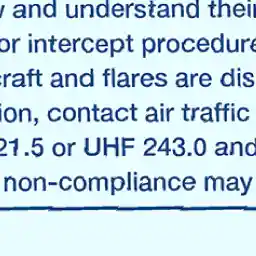 and understand their
or intercept procedure
craft and flares are dis
ion, contact air traffic
21.5 or UHF 243.0 and
non-compliance may